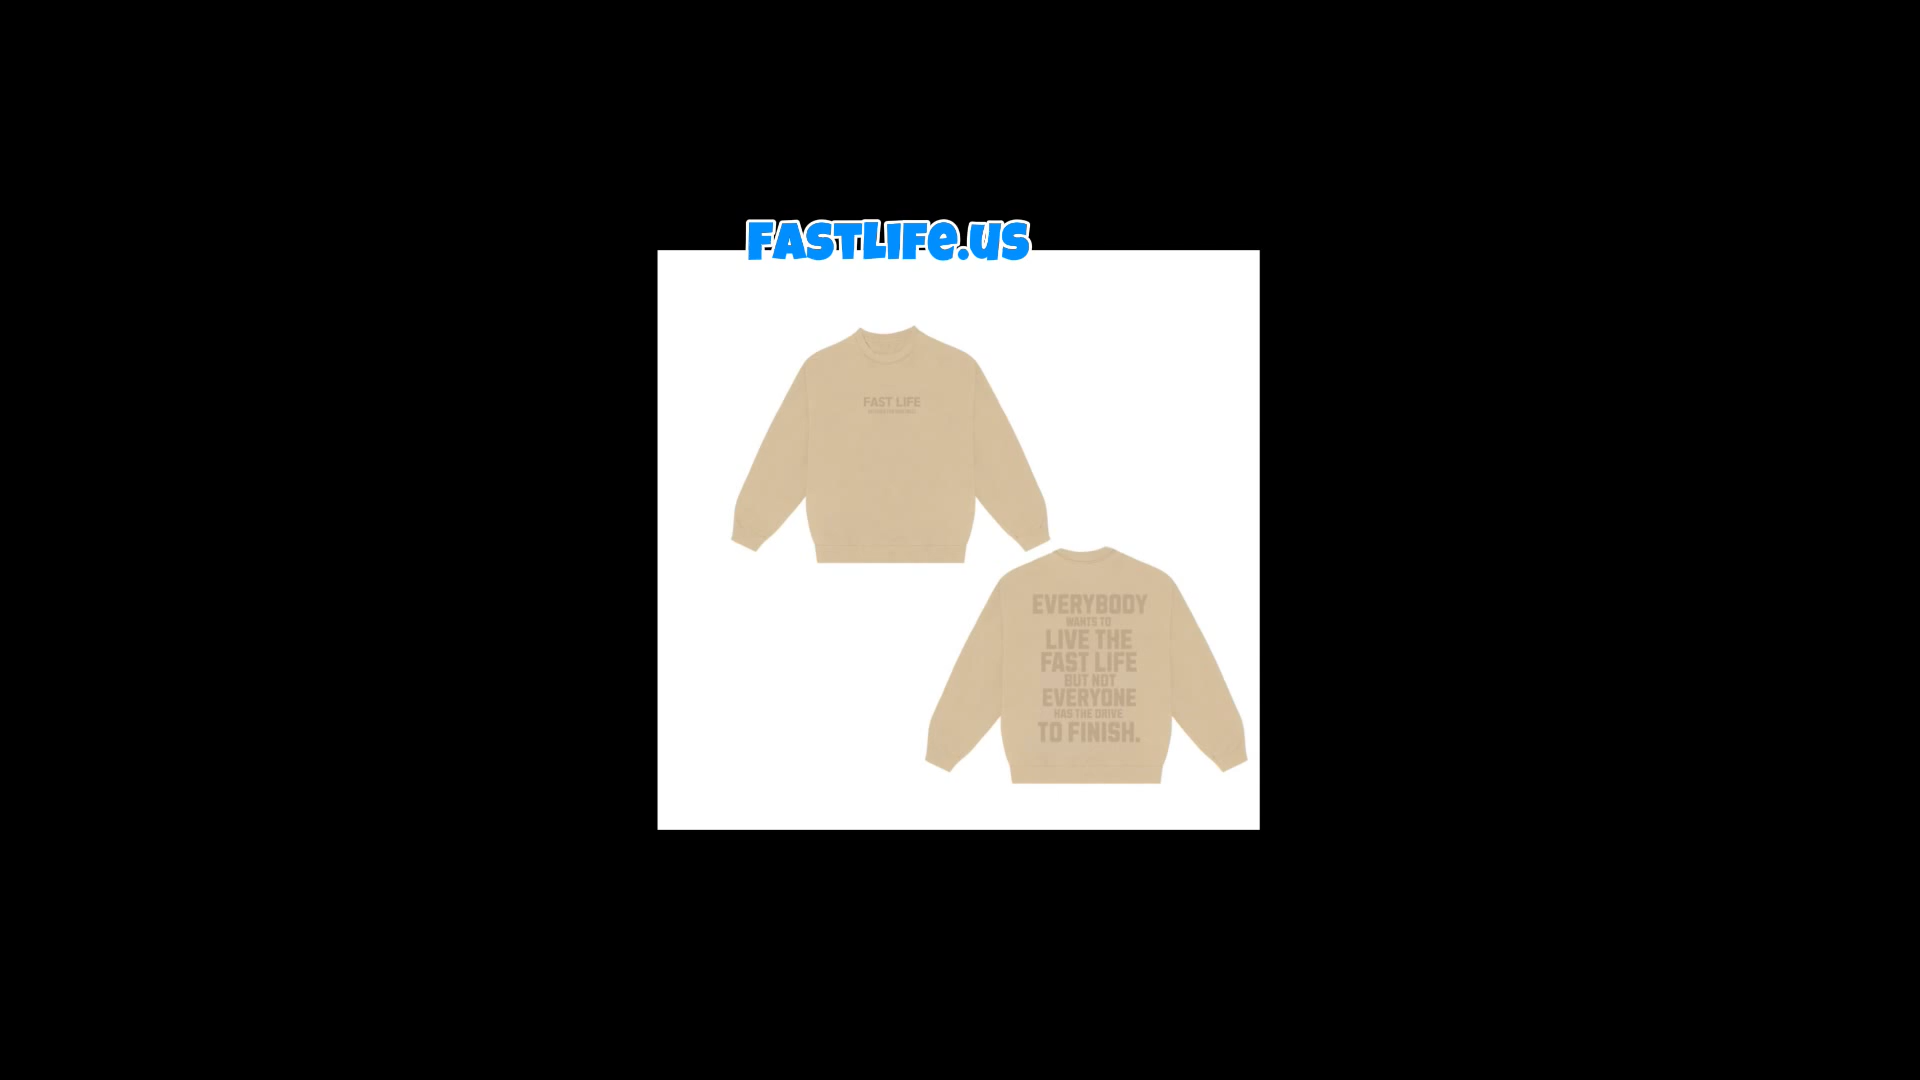 FASTLIFE.US
FAST LIFE
EVERYBODY
WANTS TO
LIVE THE
FAST LIFE
BUT NOT
EVERYONE
HAS THE DRIVE
TO FINISH.